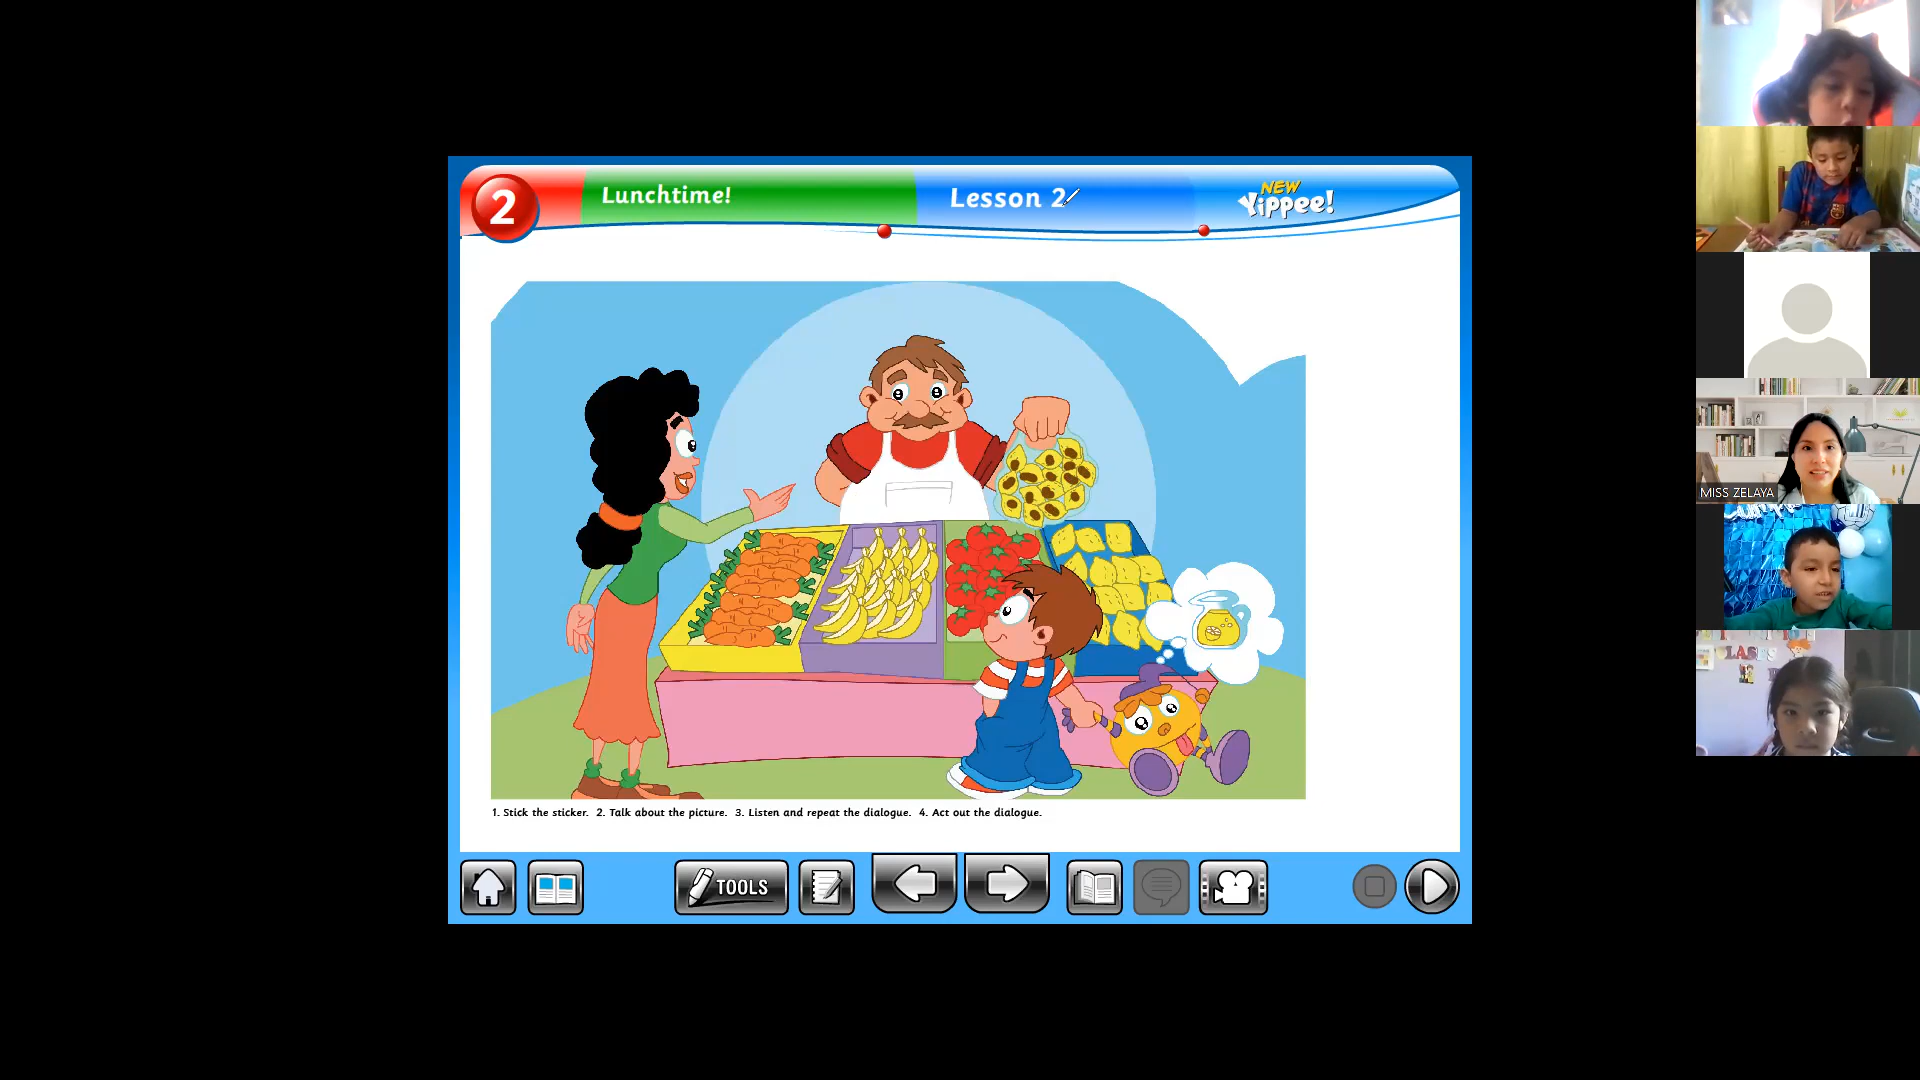 2
Lunchtime!
Lesson 2
NEW
Yippee!
1. Stick the sticker. 2. Talk about the picture. 3. Listen and repeat the dialogue. 4. Act out the dialogue.
TOOLS
MISS ZELAYA